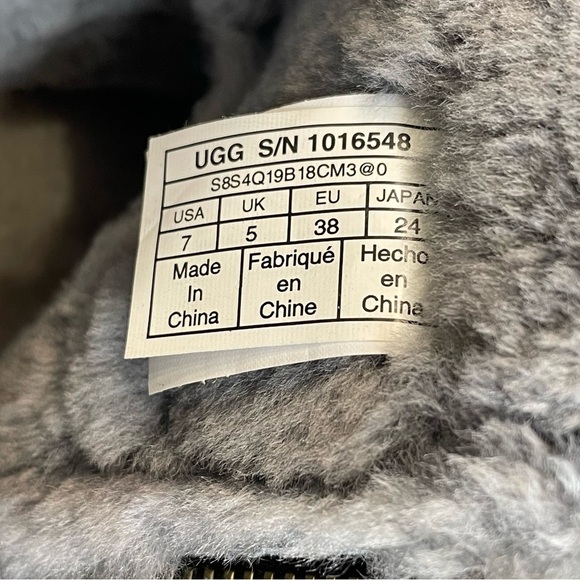 UGG S/N 1016548
S8S4Q19B18CM3@0
USA UK EU JAPAN
7 5 38 24
Made Fabriqué Hecho
In en en
China Chine China